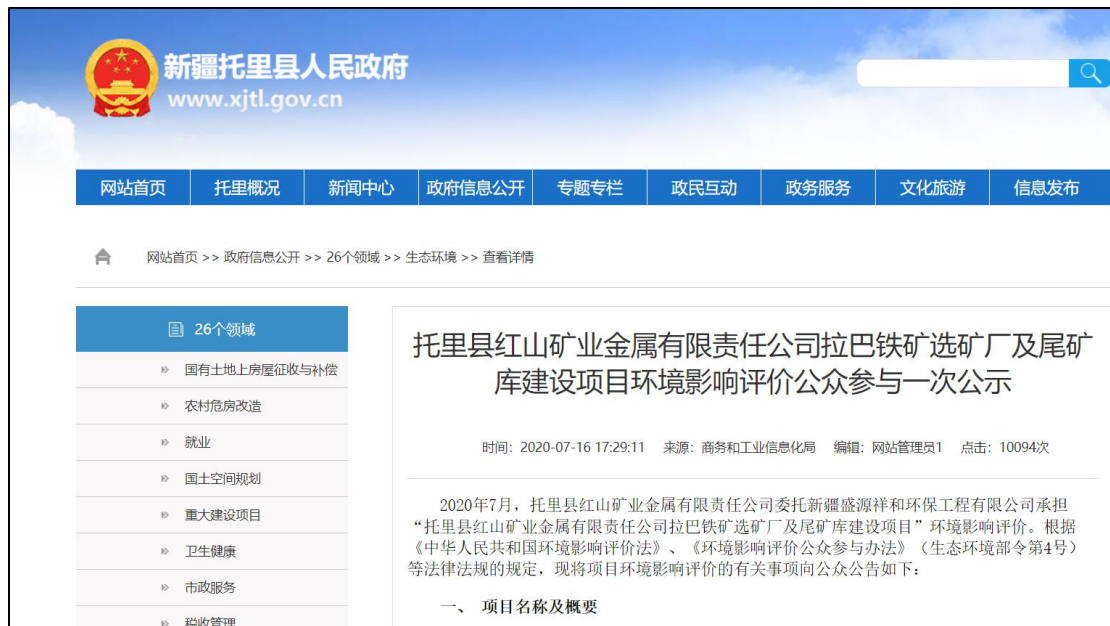 新疆托里县人民政府
www.xjtl.gov.cn
网站首页 托里概况 新闻中心 政府信息公开 专题专栏 政民互动 政务服务 文化旅游 信息发布
网站首页 >> 政府信息公开 >> 26个领域 >> 生态环境 >> 查看详情
26个领域
国有土地上房屋征收与补偿
农村危房改造
就业
国土空间规划
重大建设项目
卫生健康
市政服务
税收管理
托里县红山矿业金属有限责任公司拉巴铁矿选矿厂及尾矿
库建设项目环境影响评价公众参与一次公示
时间：2020-07-16 17:29:11 来源：商务和工业信息化局 编辑：网站管理员1 点击：10094次
2020年7月，托里县红山矿业金属有限责任公司委托新疆盛源祥和环保工程有限公司承担
“托里县红山矿业金属有限责任公司拉巴铁矿选矿厂及尾矿库建设项目”环境影响评价。根据
《中华人民共和国环境影响评价法》、《环境影响评价公众参与办法》（生态环境部令第4号）
等法律法规的规定，现将项目环境影响评价的有关事项向公众公告如下：
一、 项目名称及概要